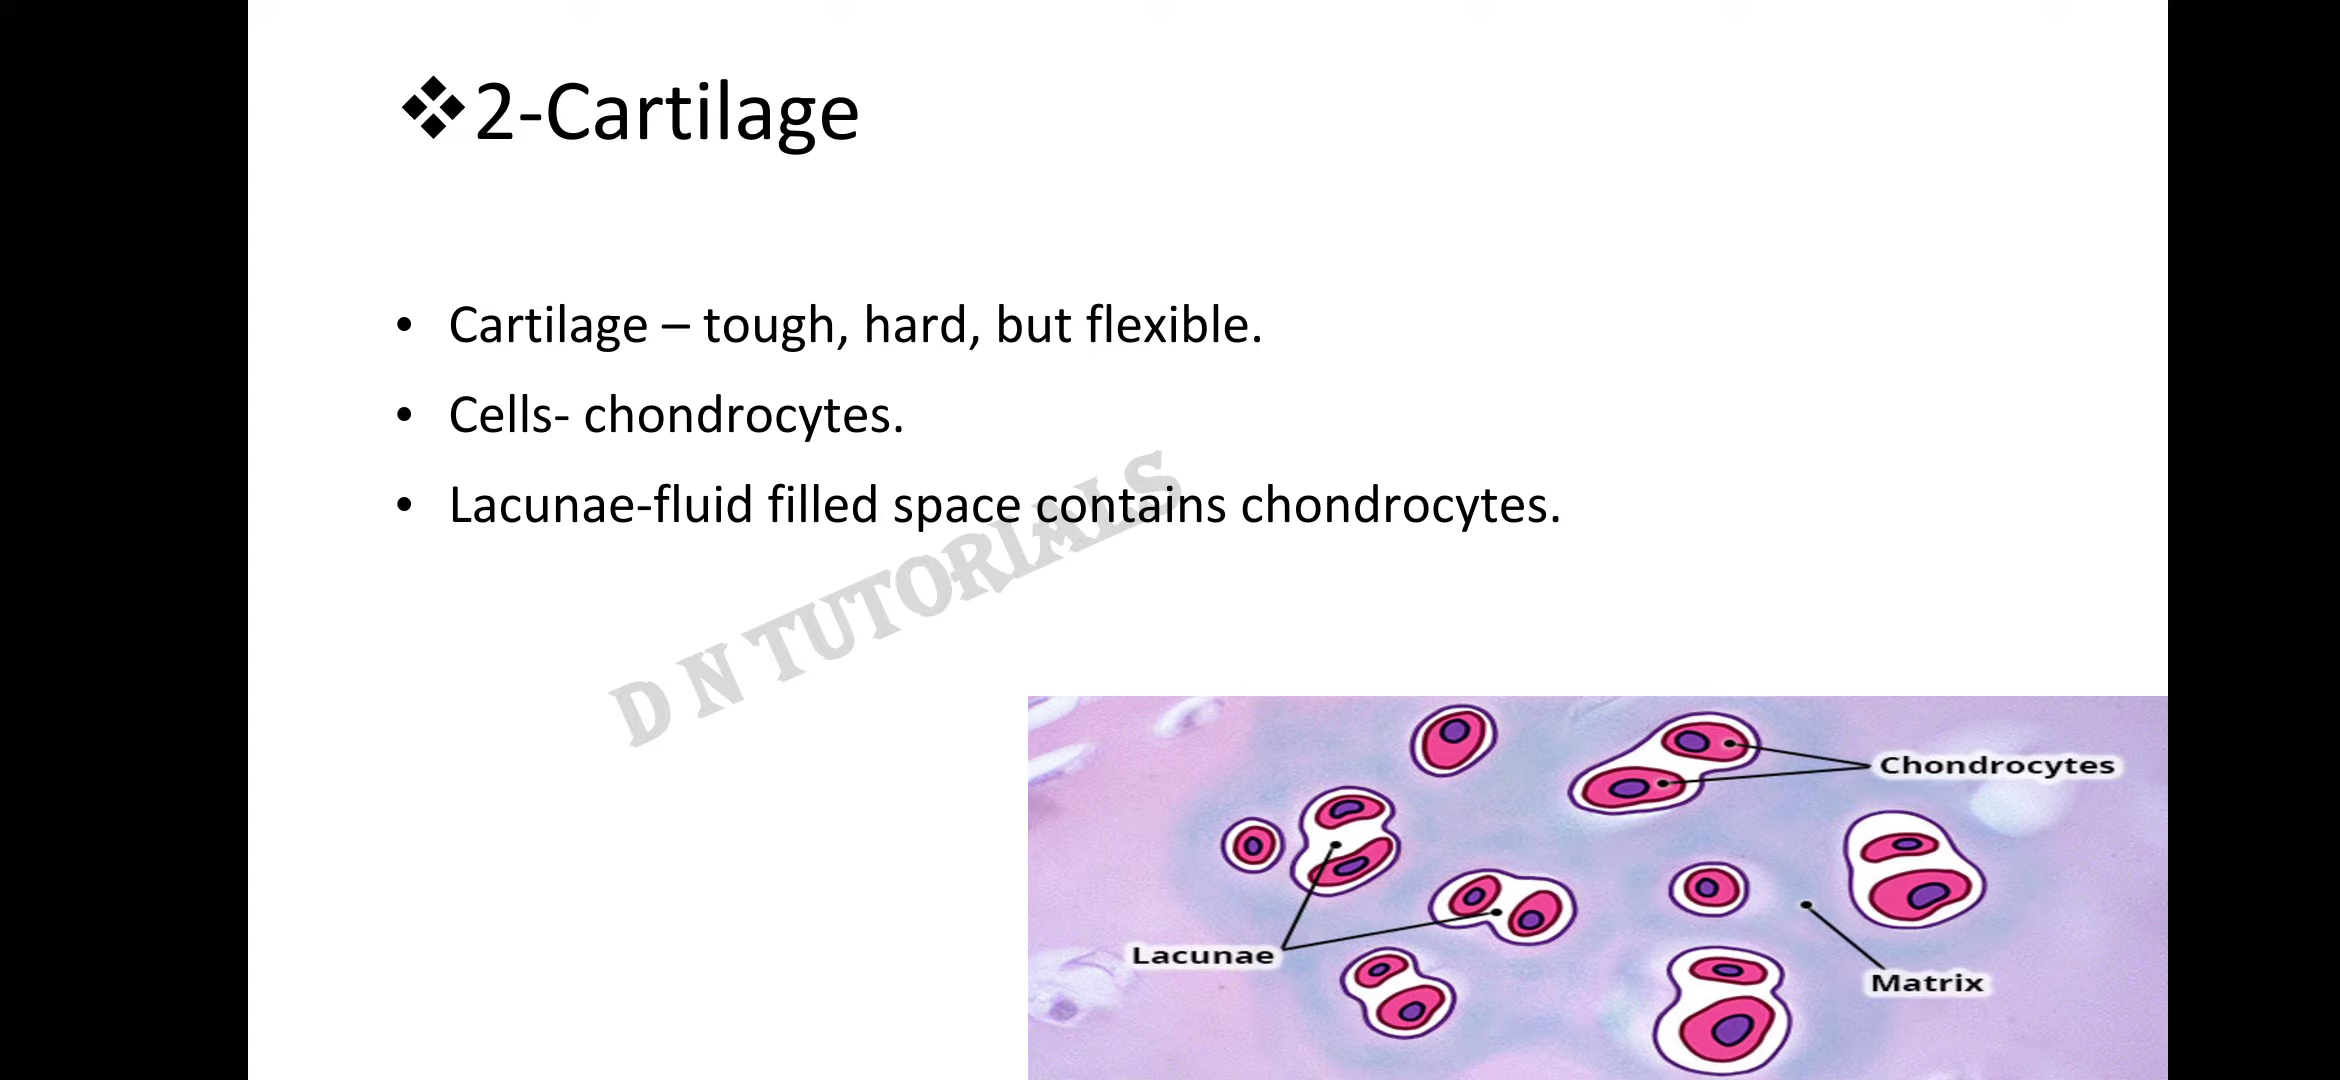 ❖2-Cartilage
• Cartilage – tough, hard, but flexible.
• Cells- chondrocytes.
• Lacunae-fluid filled space contains chondrocytes.
D N TUTORIALS
Chondrocytes
Lacunae
Matrix